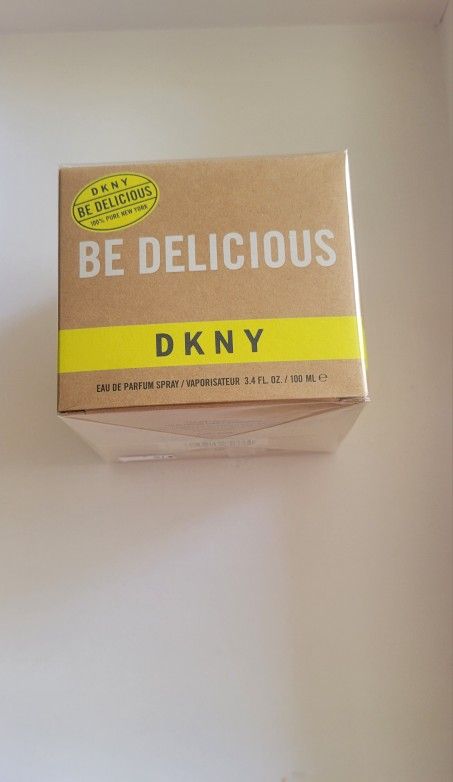 DKNY
BE DELICIOUS
100% PURE NEW YORK
BE DELICIOUS
DKNY
EAU DE PARFUM SPRAY / VAPORISATEUR 3.4 FL. OZ. / 100 ML ℮